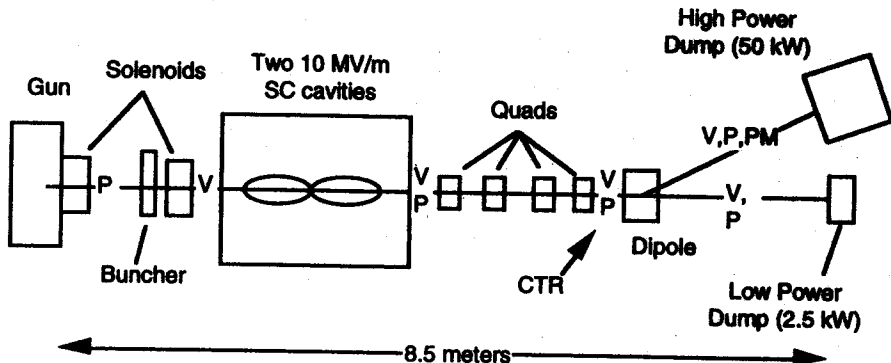 High Power
Dump (50 kW)
Solenoids
Two 10 MV/m
SC cavities
Gun
Quads
V,P,PM
P
V
V
P
V
P
V,
P
Buncher
Dipole
CTR
Low Power
Dump (2.5 kW)
8.5 meters